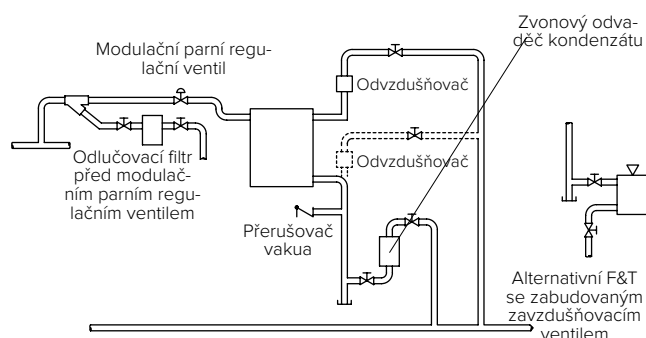 Zvonový odva-
děč kondenzátu
Modulační parní regu-
lační ventil
Odvzdušňovač
Odvzdušňovač
Odlučovací filtr
před modulač-
ním parním regu-
lačním ventilem
Přerušovač
vakua
Alternativní F&T
se zabudovaným
zavzdušňovacím
ventilem